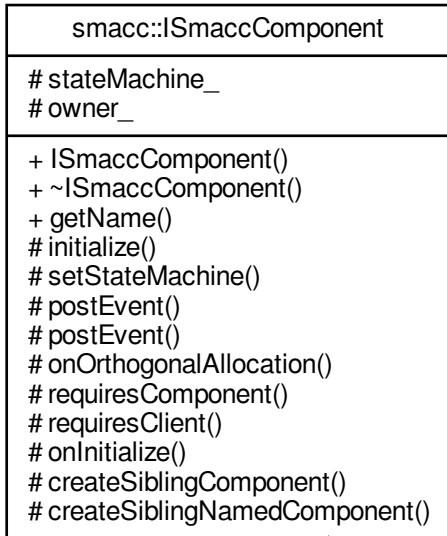 smacc::ISmaccComponent
# stateMachine_
# owner_
+ ISmaccComponent()
+ ~ISmaccComponent()
+ getName()
# initialize()
# setStateMachine()
# postEvent()
# postEvent()
# onOrthogonalAllocation()
# requiresComponent()
# requiresClient()
# onInitialize()
# createSiblingComponent()
# createSiblingNamedComponent()